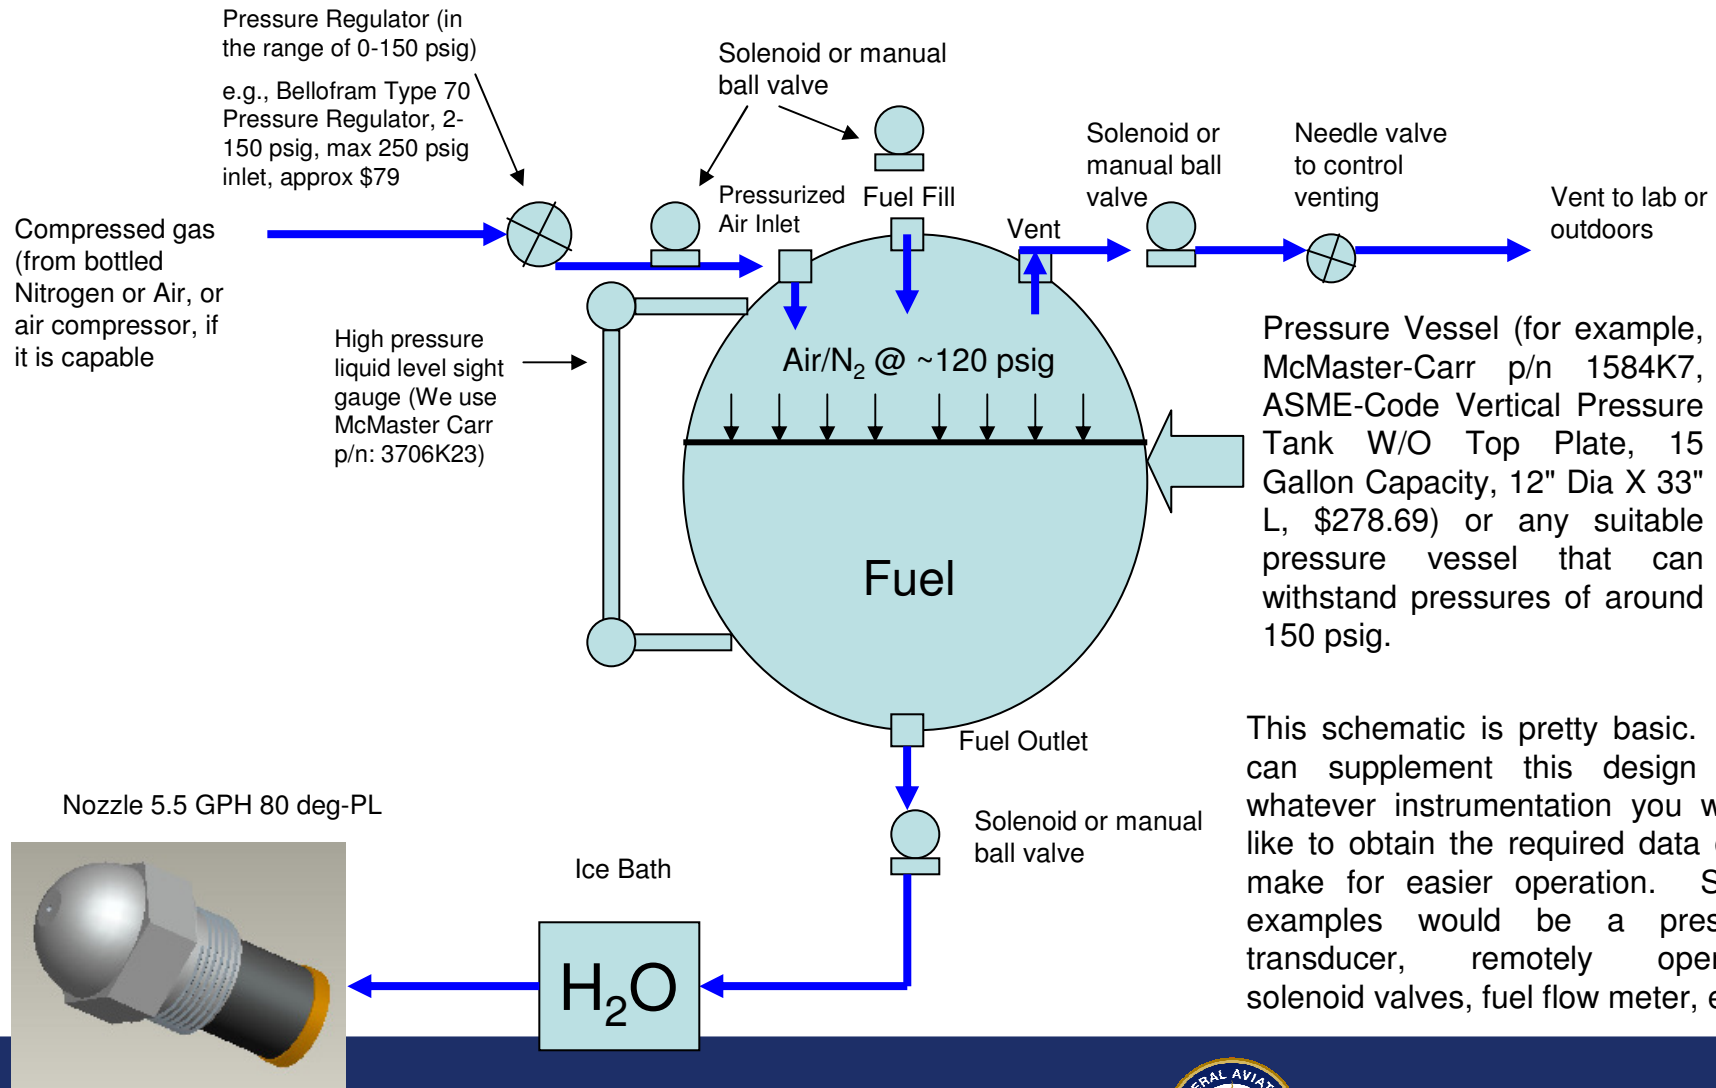 Pressure Regulator (in
the range of 0-150 psig)
e.g., Bellofram Type 70
Pressure Regulator, 2-
150 psig, max 250 psig
inlet, approx $79
Solenoid or manual
ball valve
Solenoid or
manual ball
valve
Needle valve
to control
venting
Vent to lab or
outdoors
Compressed gas
(from bottled
Nitrogen or Air, or
air compressor, if
it is capable
Pressurized
Air Inlet
Fuel Fill
Vent
High pressure
liquid level sight
gauge (We use
McMaster Carr
p/n: 3706K23)
Air/N₂ @ ~120 psig
Fuel
Pressure Vessel (for example,
McMaster-Carr p/n 1584K7,
ASME-Code Vertical Pressure
Tank W/O Top Plate, 15
Gallon Capacity, 12" Dia X 33"
L, $278.69) or any suitable
pressure vessel that can
withstand pressures of around
150 psig.
Fuel Outlet
Solenoid or manual
ball valve
This schematic is pretty basic.
can supplement this design
whatever instrumentation you
like to obtain the required data
make for easier operation.
examples would be a
transducer, remotely
solenoid valves, fuel flow meter,
Nozzle 5.5 GPH 80 deg-PL
Ice Bath
H₂O